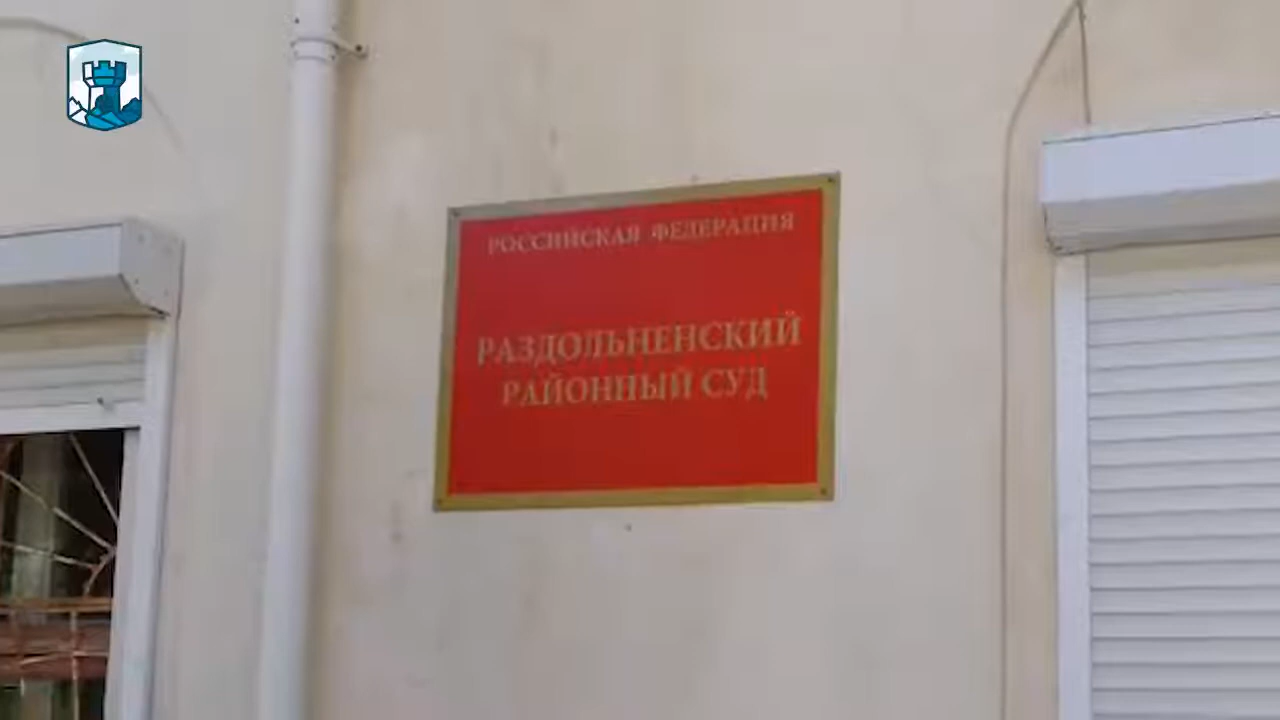 РОССИЙСКАЯ ФЕДЕРАЦИЯ
РАЗДОЛЬНЕНСКИЙ
РАЙОННЫЙ СУД